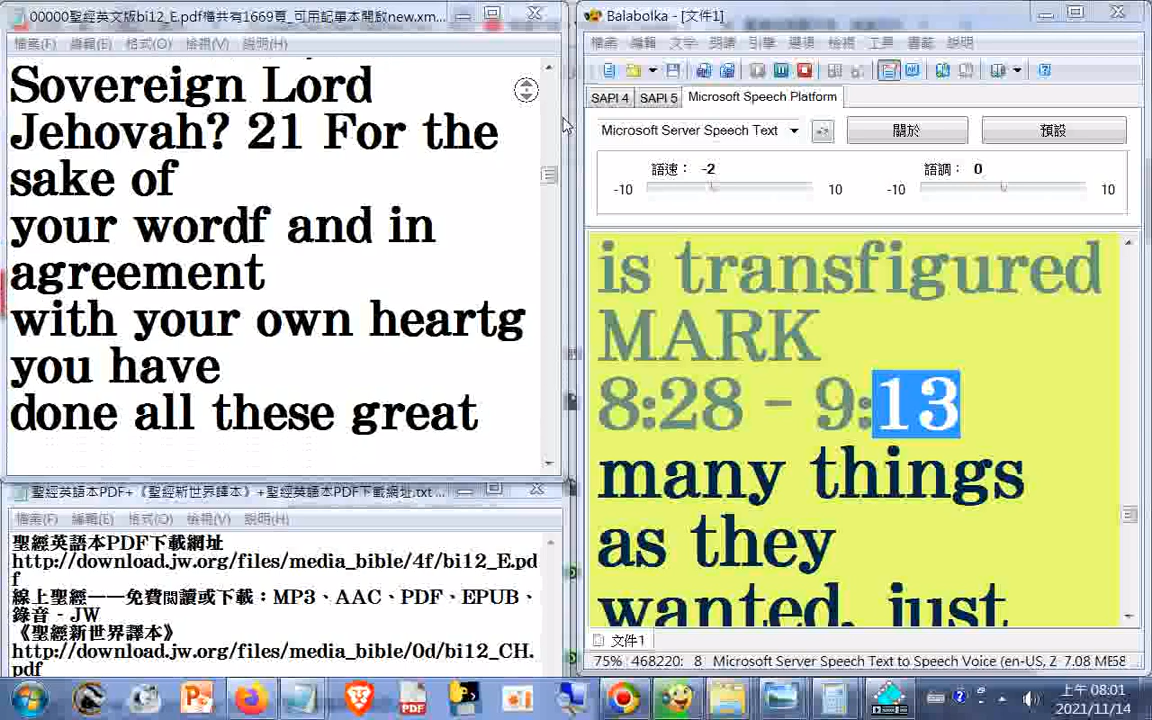 00000聖經英文版bi12_E.pdf檔共有1669頁_可用記事本開啟new.xm...
檔案(F) 編輯(E) 格式(O) 檢視(V) 說明(H)
Sovereign Lord
Jehovah? 21 For the
sake of
your wordf and in
agreement
with your own heartg
you have
done all these great
聖經英語本PDF+《聖經新世界譯本》+聖經英語本PDF下載網址.txt ...
檔案(F) 編輯(E) 格式(O) 檢視(V) 說明(H)
聖經英語本PDF下載網址
http://download.jw.org/files/media_bible/4f/bi12_E.pd
f
線上聖經——免費閱讀或下載：MP3、AAC、PDF、EPUB、
錄音 - JW
《聖經新世界譯本》
http://download.jw.org/files/media_bible/0d/bi12_CH.
pdf
Balabolka - [文件1]
檔案 編輯 文字 朗讀 引擎 選項 檢視 工具 書籤 說明
SAPI 4 SAPI 5 Microsoft Speech Platform
Microsoft Server Speech Text 關於 預設
語速： -2 語調： 0
-10 10 -10 10
is transfigured
MARK
8:28 - 9:13
many things
as they
wanted, just
文件1
75% 468220: 8 Microsoft Server Speech Text to Speech Voice (en-US, Z 7.08 ME58
上午 08:01
2021/11/14